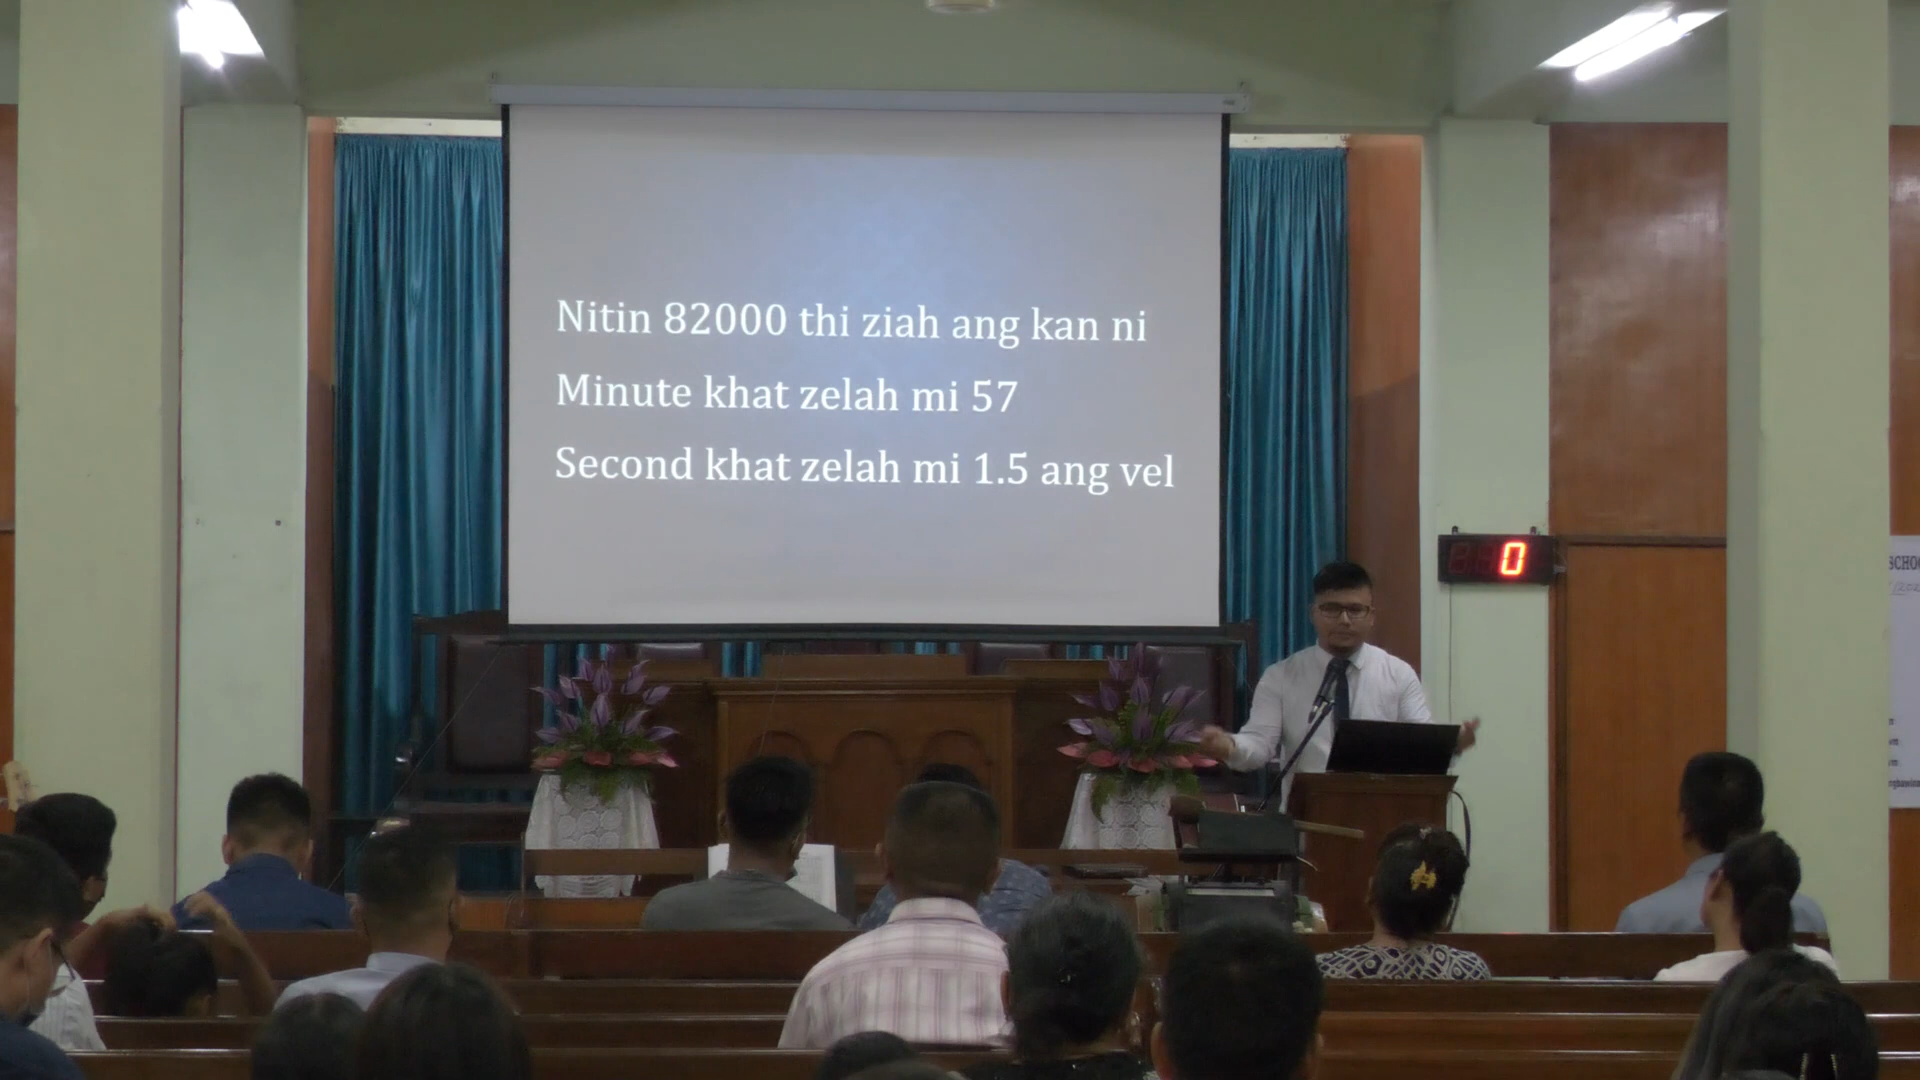 Nitin 82000 thi ziah ang kan ni
Minute khat zelah mi 57
Second khat zelah mi 1.5 ang vel
0